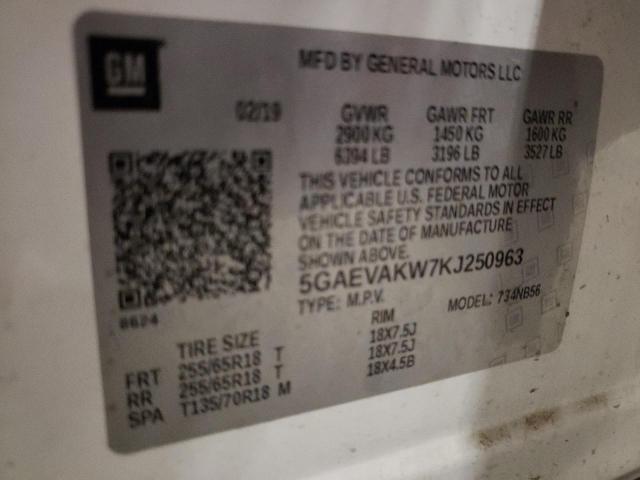 GM
MFD BY GENERAL MOTORS LLC
02/19
GVWR GAWR FRT GAWR RR
2900 KG 1450 KG 1600 KG
6394 LB 3196 LB 3527 LB
THIS VEHICLE CONFORMS TO ALL
APPLICABLE U.S. FEDERAL MOTOR
VEHICLE SAFETY STANDARDS IN EFFECT
ON THE DATE OF MANUFACTURE
SHOWN ABOVE.
5GAEVAKW7KJ250963
TYPE: M.P.V. MODEL: 734NB56
8624
TIRE SIZE RIM
FRT 255/65R18 T 18X7.5J
RR 255/65R18 T 18X7.5J
SPA T135/70R18 M 18X4.5B